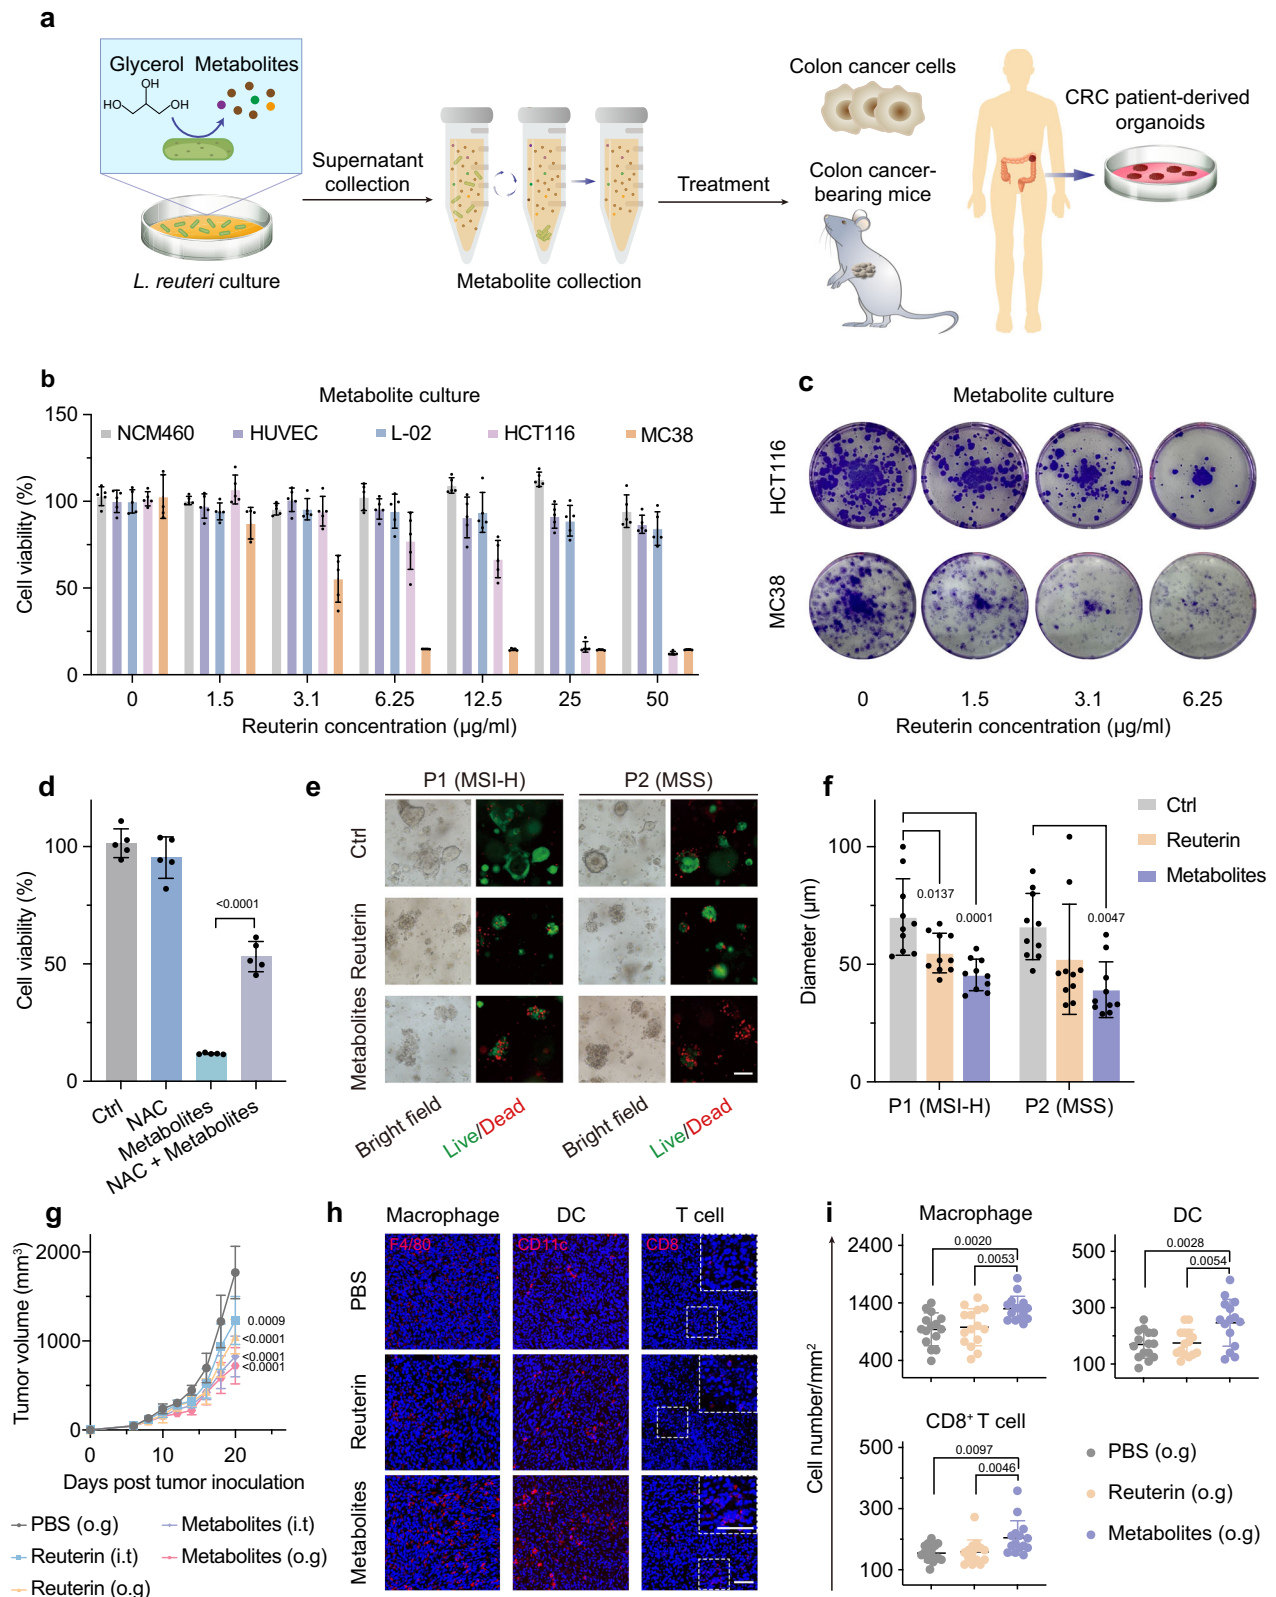 a
Glycerol Metabolites
OH
HO OH
L. reuteri culture
Supernatant
collection
Metabolite collection
Treatment
Colon cancer cells
Colon cancer-
bearing mice
CRC patient-derived
organoids
b
Metabolite culture
NCM460 HUVEC L-02 HCT116 MC38
Cell viability (%)
150
100
50
0
0 1.5 3.1 6.25 12.5 25 50
Reuterin concentration (µg/ml)
c
Metabolite culture
HCT116
MC38
0 1.5 3.1 6.25
Reuterin concentration (µg/ml)
d
Cell viability (%)
100
50
0
<0.0001
Ctrl
NAC
Metabolites
NAC + Metabolites
e
P1 (MSI-H) P2 (MSS)
Ctrl
Reuterin
Metabolites
Bright field Live/Dead Bright field Live/Dead
f
Ctrl
Reuterin
Metabolites
Diameter (µm)
100
50
0
0.0137
0.0001
0.0047
P1 (MSI-H) P2 (MSS)
g
Tumor volume (mm³)
2000
1000
0
0.0009
<0.0001
<0.0001
<0.0001
0 10 20
Days post tumor inoculation
PBS (o.g) Metabolites (i.t)
Reuterin (i.t) Metabolites (o.g)
Reuterin (o.g)
h
Macrophage DC T cell
F4/80 CD11c CD8
PBS
Reuterin
Metabolites
i
Cell number/mm²
Macrophage
2400
1400
400
0.0020
0.0053
DC
500
300
100
0.0028
0.0054
CD8⁺ T cell
500
300
100
0.0097
0.0046
PBS (o.g)
Reuterin (o.g)
Metabolites (o.g)